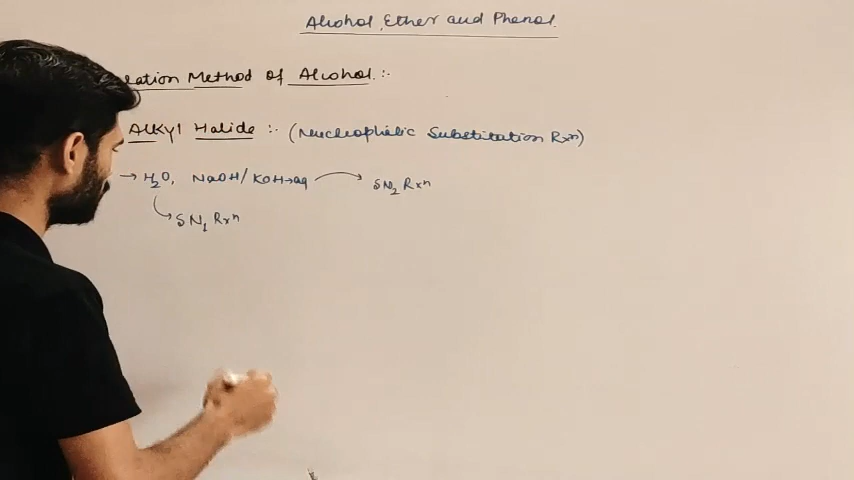 Alcohol, Ether and Phenol.
ation Method of Alcohol :-
Alkyl Halide :- (Nucleophilic Substitution Rxn)
→ H2O, NaOH/KOH→aq → SN2 Rxn
→ SN1 Rxn